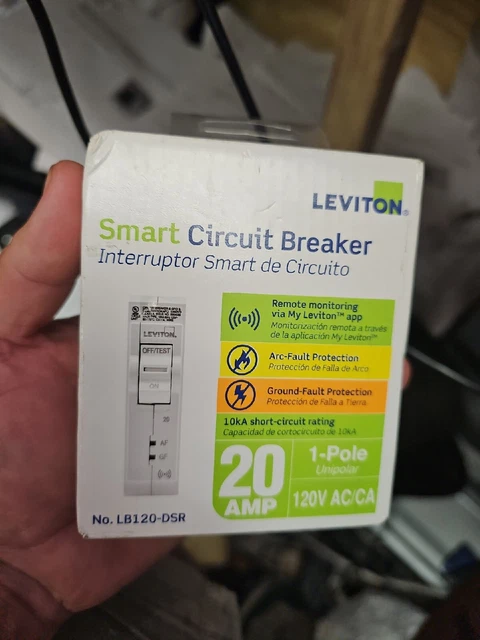 LEVITON®
Smart Circuit Breaker
Interruptor Smart de Circuito
LEVITON.
OFF/TEST
AF
GF
Remote monitoring
via My Leviton™ app
Monitorización remota a través
de la aplicación My Leviton™
Arc-Fault Protection
Protección de Falla de Arco.
Ground-Fault Protection
Protección de Falla a Tierra.
10kA short-circuit rating
Capacidad de cortocircuito de 10kA.
20
AMP
1-Pole
Unipolar
120V AC/CA
No. LB120-DSR